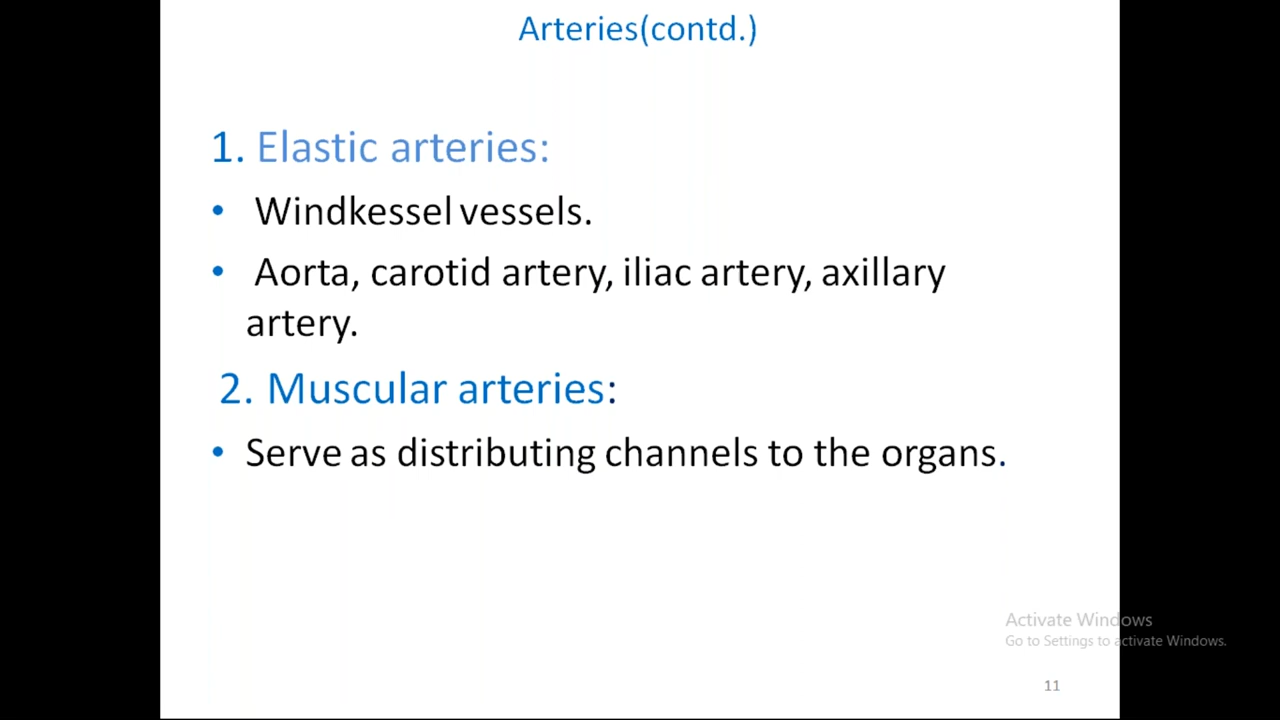 Arteries(contd.)
1. Elastic arteries:
• Windkessel vessels.
• Aorta, carotid artery, iliac artery, axillary
artery.
2. Muscular arteries:
• Serve as distributing channels to the organs.
Activate Windows
Go to Settings to activate Windows.
11